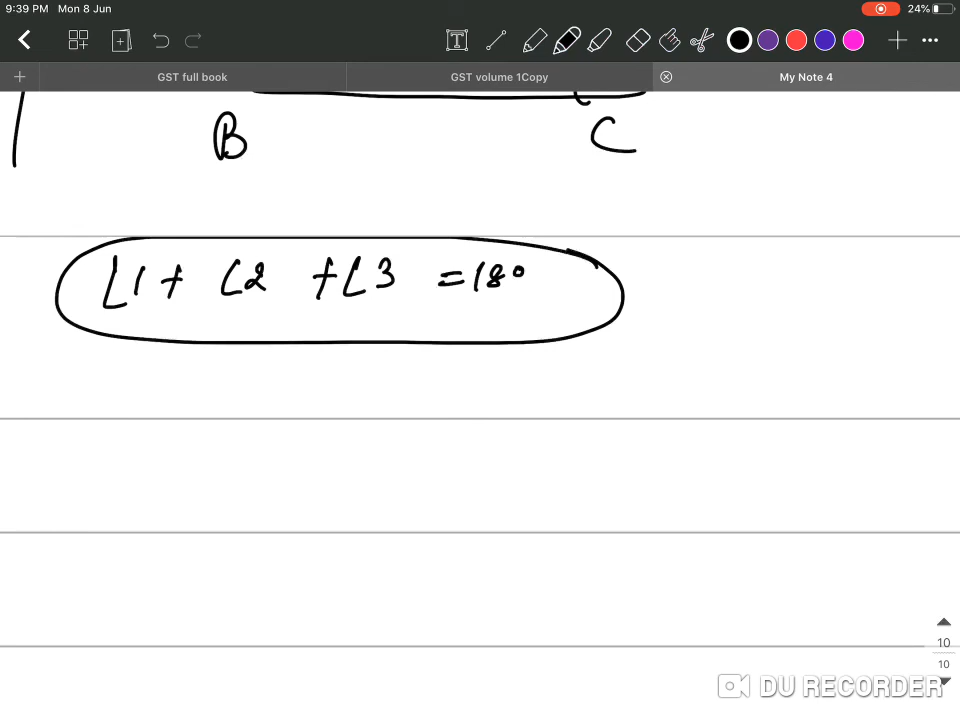 9:39 PM Mon 8 Jun 24%
GST full book GST volume 1Copy My Note 4
B C
∠1 + ∠2 + ∠3 = 180
10
10
DU RECORDER